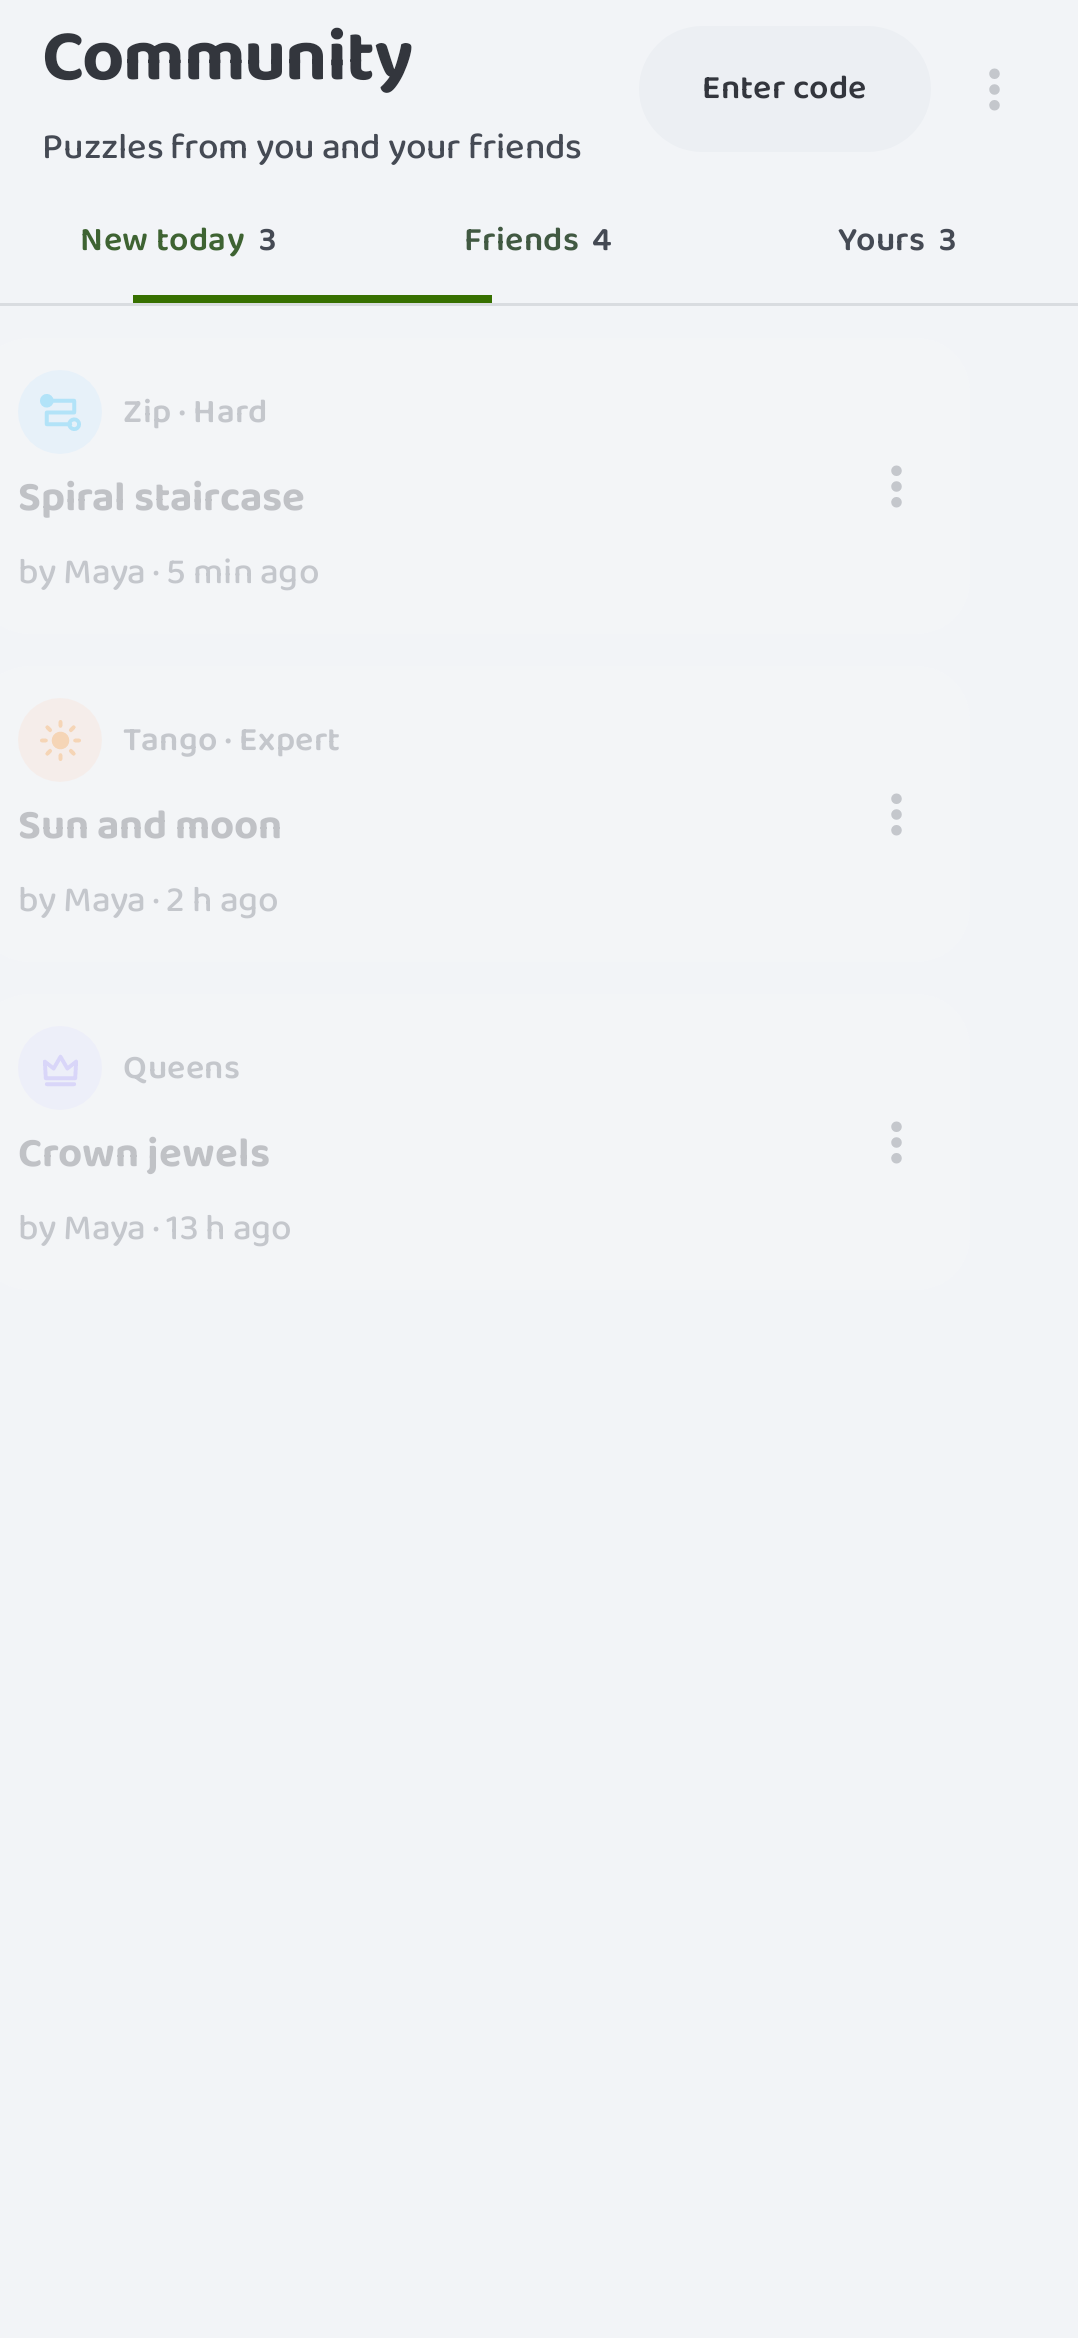 Community
Enter code
Puzzles from you and your friends
New today 3
Friends 4
Yours 3
Zip · Hard
Spiral staircase
by Maya · 5 min ago
Tango · Expert
Sun and moon
by Maya · 2 h ago
Queens
Crown jewels
by Maya · 13 h ago